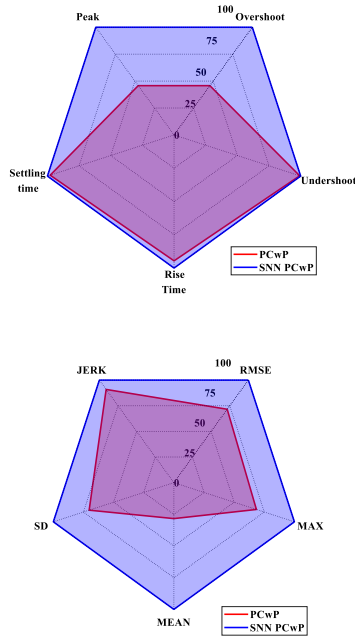 100
Peak
Overshoot
75
50
25
0
Settling
time
Undershoot
Rise
Time
PCwP
SNN PCwP
100
JERK
RMSE
75
50
25
0
SD
MAX
MEAN
PCwP
SNN PCwP